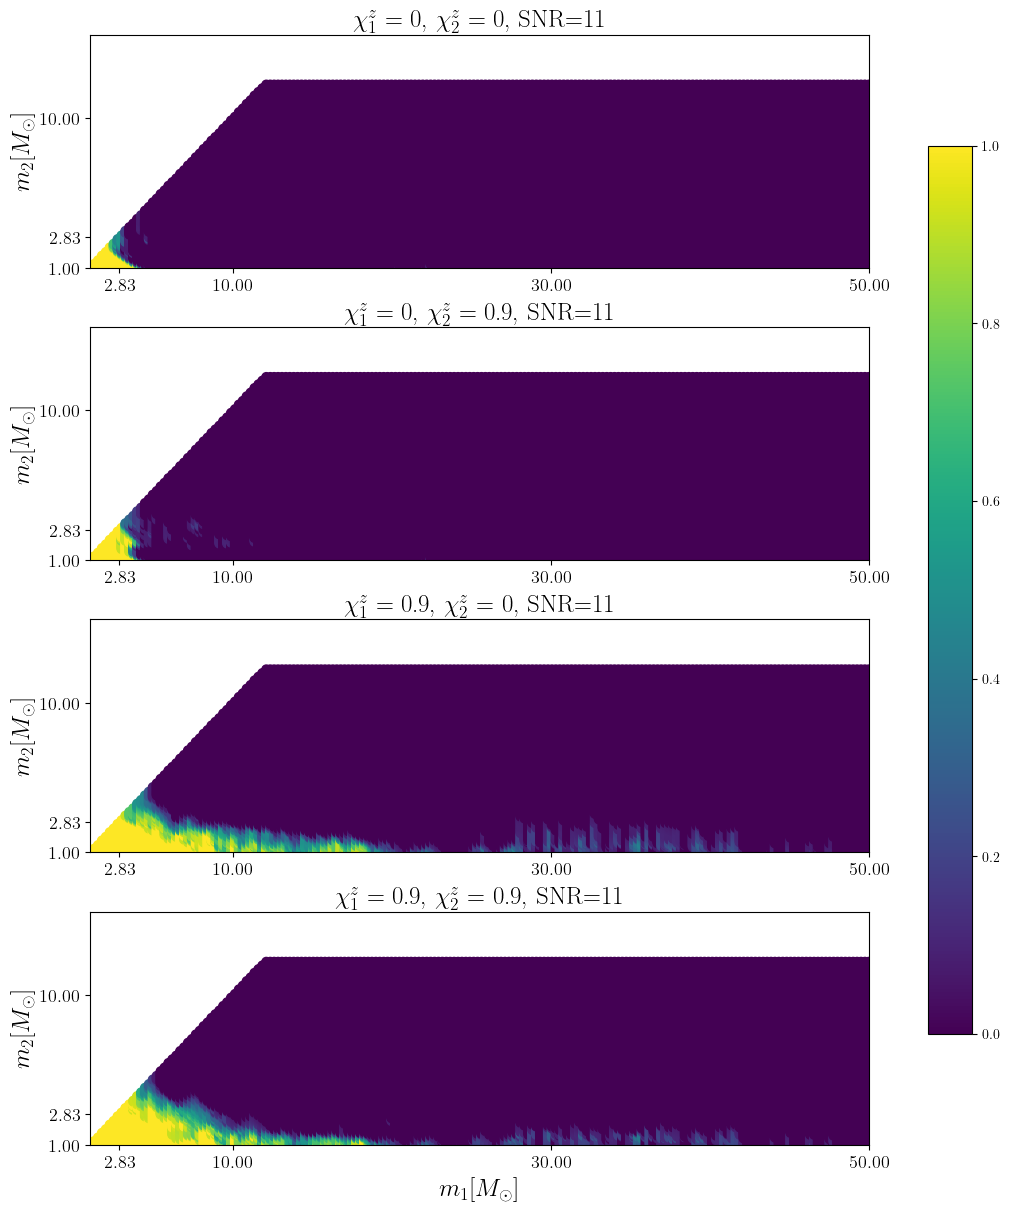 χ₁ᶻ = 0, χ₂ᶻ = 0, SNR=11
m₂[M☉]
10.00
2.83
1.00
2.83 10.00 30.00 50.00
χ₁ᶻ = 0, χ₂ᶻ = 0.9, SNR=11
m₂[M☉]
10.00
2.83
1.00
2.83 10.00 30.00 50.00
χ₁ᶻ = 0.9, χ₂ᶻ = 0, SNR=11
m₂[M☉]
10.00
2.83
1.00
2.83 10.00 30.00 50.00
χ₁ᶻ = 0.9, χ₂ᶻ = 0.9, SNR=11
m₂[M☉]
10.00
2.83
1.00
2.83 10.00 30.00 50.00
m₁[M☉]
1.0
0.8
0.6
0.4
0.2
0.0